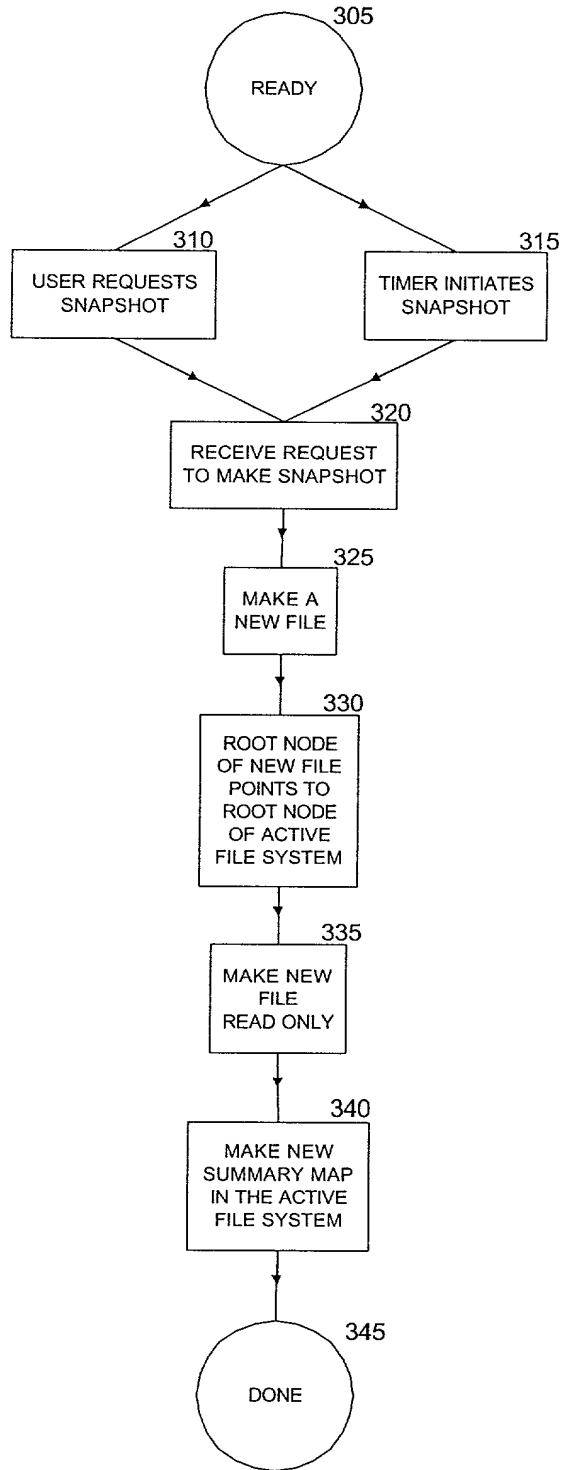 305
READY
310
315
USER REQUESTS
SNAPSHOT
TIMER INITIATES
SNAPSHOT
320
RECEIVE REQUEST
TO MAKE SNAPSHOT
325
MAKE A
NEW FILE
330
ROOT NODE
OF NEW FILE
POINTS TO
ROOT NODE
OF ACTIVE
FILE SYSTEM
335
MAKE NEW
FILE
READ ONLY
340
MAKE NEW
SUMMARY MAP
IN THE ACTIVE
FILE SYSTEM
345
DONE